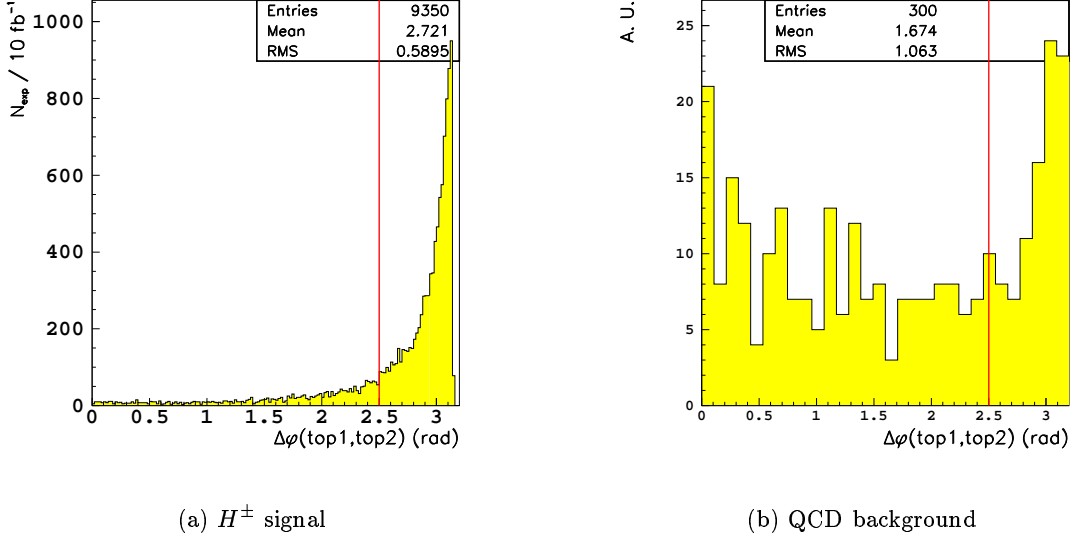 Entries 9350
Mean 2.721
RMS 0.5895
N_exp / 10 fb⁻¹
1000
800
600
400
200
0
0 0.5 1 1.5 2 2.5 3
Δφ(top1,top2) (rad)
(a) H± signal
Entries 300
Mean 1.674
RMS 1.063
A. U.
25
20
15
10
5
0
0 0.5 1 1.5 2 2.5 3
Δφ(top1,top2) (rad)
(b) QCD background